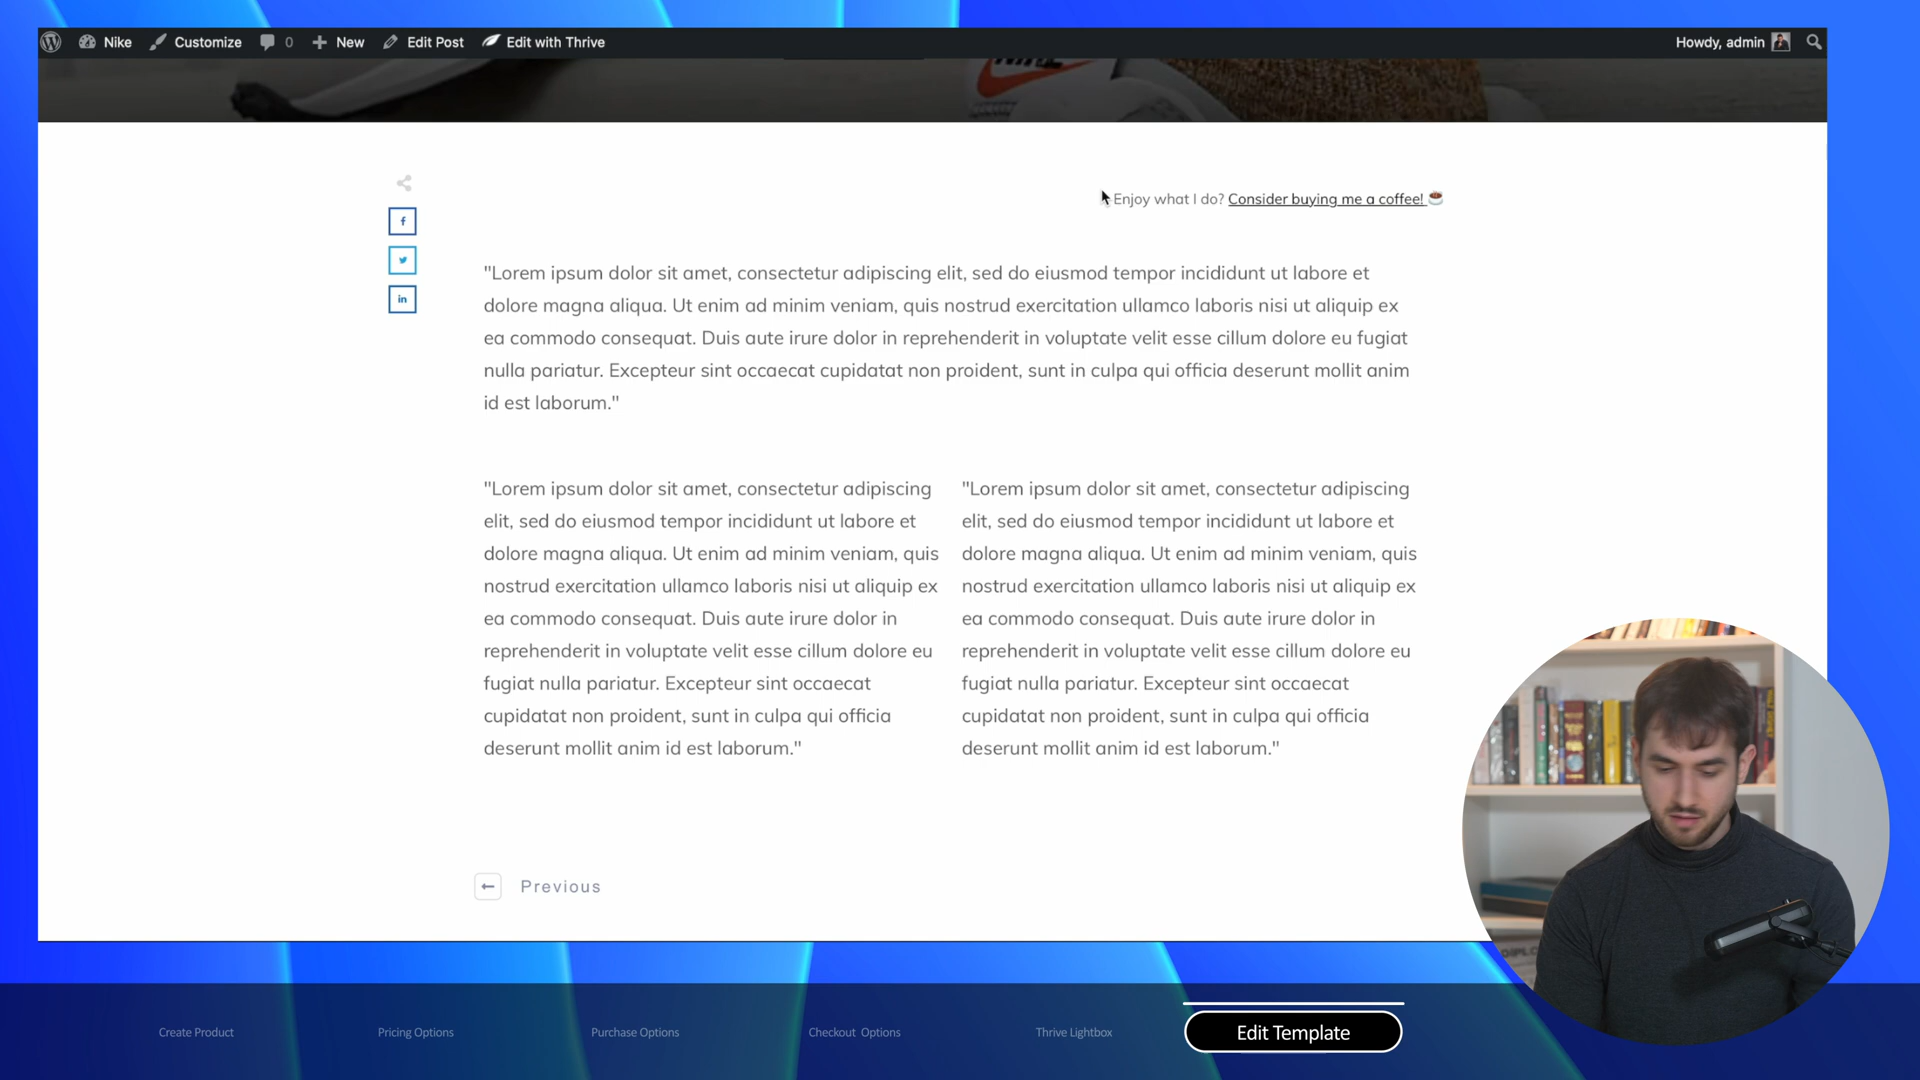 Nike Customize 0 New Edit Post Edit with Thrive Howdy, admin
Enjoy what I do? Consider buying me a coffee! ☕
f
in
"Lorem ipsum dolor sit amet, consectetur adipiscing elit, sed do eiusmod tempor incididunt ut labore et
dolore magna aliqua. Ut enim ad minim veniam, quis nostrud exercitation ullamco laboris nisi ut aliquip ex
ea commodo consequat. Duis aute irure dolor in reprehenderit in voluptate velit esse cillum dolore eu fugiat
nulla pariatur. Excepteur sint occaecat cupidatat non proident, sunt in culpa qui officia deserunt mollit anim
id est laborum."
"Lorem ipsum dolor sit amet, consectetur adipiscing
elit, sed do eiusmod tempor incididunt ut labore et
dolore magna aliqua. Ut enim ad minim veniam, quis
nostrud exercitation ullamco laboris nisi ut aliquip ex
ea commodo consequat. Duis aute irure dolor in
reprehenderit in voluptate velit esse cillum dolore eu
fugiat nulla pariatur. Excepteur sint occaecat
cupidatat non proident, sunt in culpa qui officia
deserunt mollit anim id est laborum."
"Lorem ipsum dolor sit amet, consectetur adipiscing
elit, sed do eiusmod tempor incididunt ut labore et
dolore magna aliqua. Ut enim ad minim veniam, quis
nostrud exercitation ullamco laboris nisi ut aliquip ex
ea commodo consequat. Duis aute irure dolor in
reprehenderit in voluptate velit esse cillum dolore eu
fugiat nulla pariatur. Excepteur sint occaecat
cupidatat non proident, sunt in culpa qui officia
deserunt mollit anim id est laborum."
← Previous
Create Product Pricing Options Purchase Options Checkout Options Thrive Lightbox Edit Template